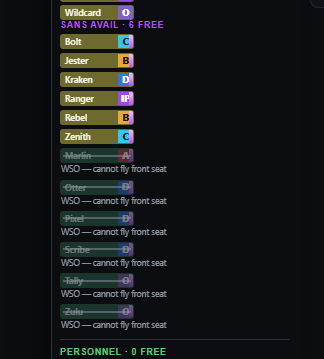 Wildcard O
SANS AVAIL · 6 FREE
Bolt C
Jester B
Kraken D
Ranger IP
Rebel B
Zenith C
Marlin A
WSO — cannot fly front seat
Otter D
WSO — cannot fly front seat
Pixel D
WSO — cannot fly front seat
Scribe D
WSO — cannot fly front seat
Tally O
WSO — cannot fly front seat
Zulu O
WSO — cannot fly front seat
PERSONNEL · 0 FREE